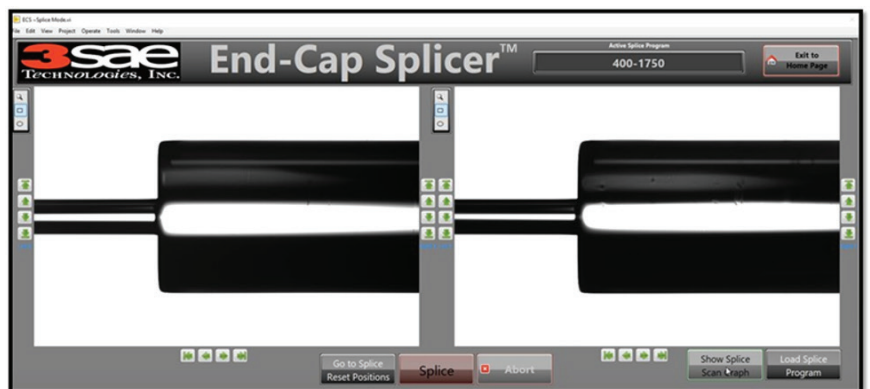 ECS - Splice Mode.vi
File Edit View Project Operate Tools Window Help
3sae
TECHNOLOGIES, INC.
End-Cap Splicer™
Active Splice Program
400-1750
Exit to
Home Page
Go to Splice
Reset Positions
Splice
Abort
Show Splice
Scan Graph
Load Splice
Program